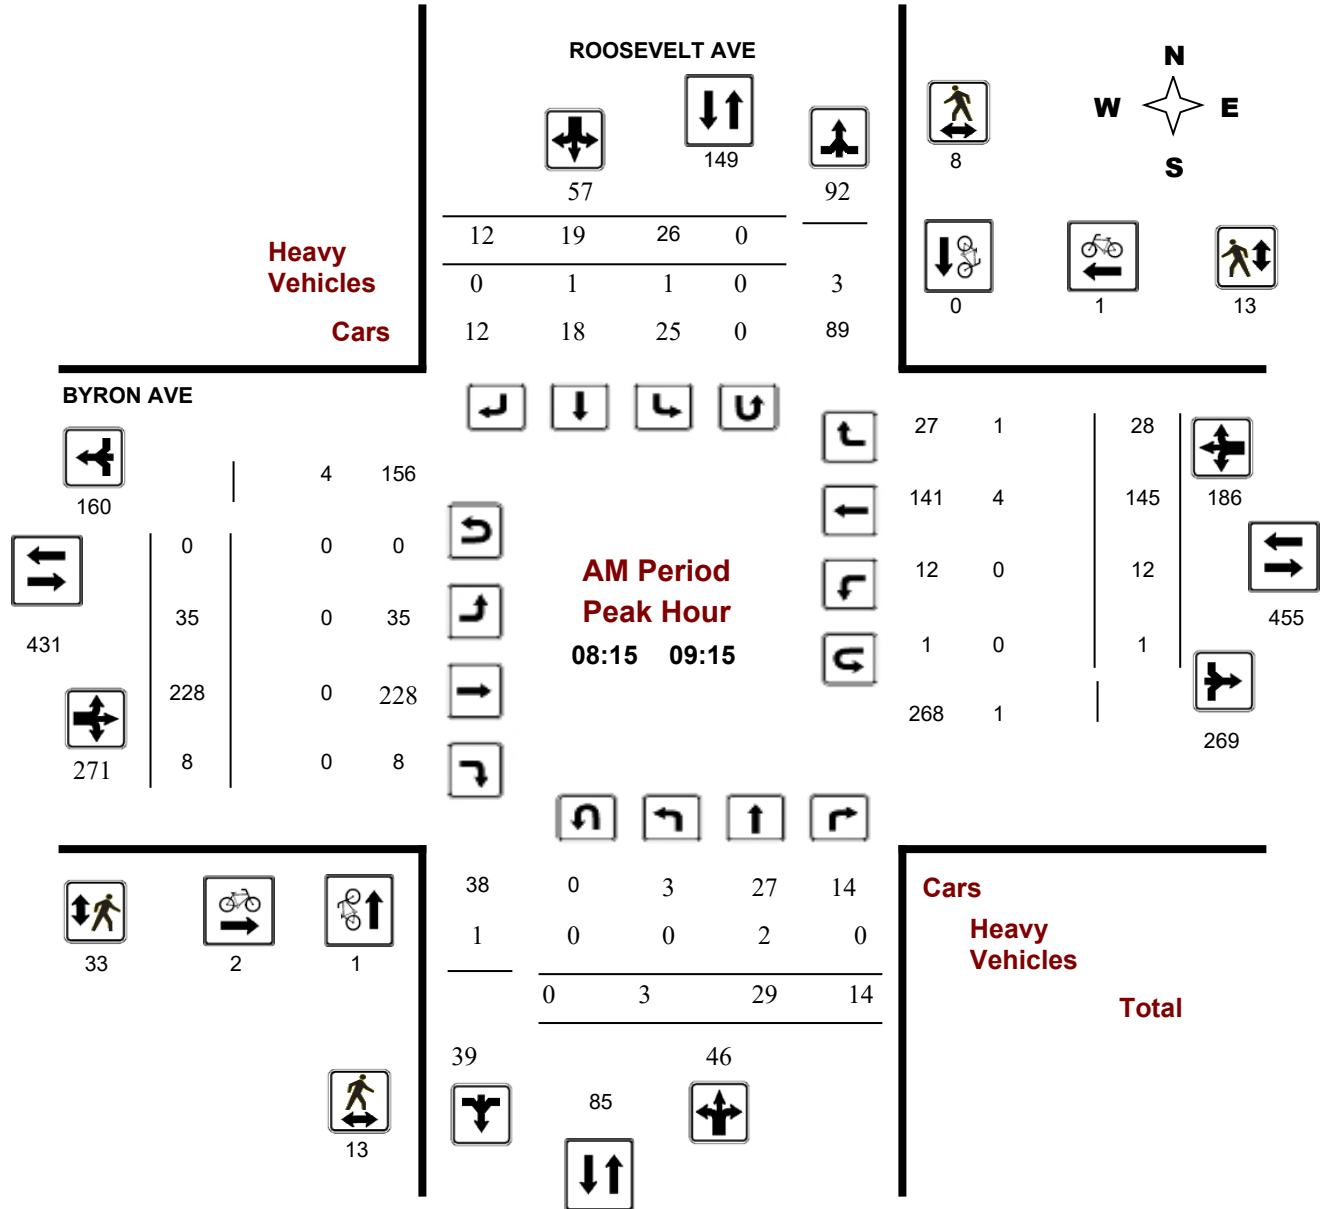 ROOSEVELT AVE
N
W E
S
149
8
57 92
12 19 26 0
Heavy
Vehicles
0 1 1 0 3
0 1 13
Cars
12 18 25 0 89
BYRON AVE
27 1 28
4 156
160
141 4 145 186
0 0 0
AM Period
12 0 12
Peak Hour
35 0 35
455
431
08:15 09:15
1 0 1
228 0 228
268 1
269
271 8 0 8
38 0 3 27 14
Cars
1 0 0 2 0
Heavy
Vehicles
33 2 1
0 3 29 14
Total
39 46
85
13